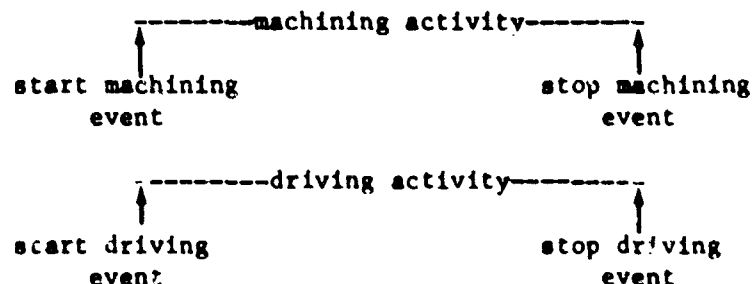 ---------machining activity--------
start machining stop machining
event event
---------driving activity----------
start driving stop driving
event event